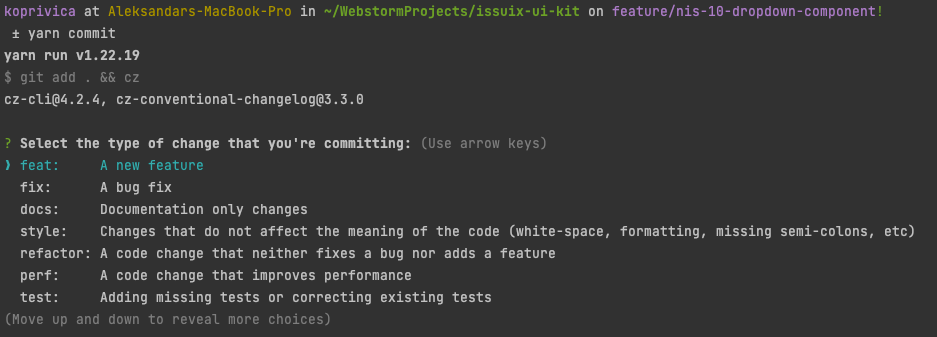 koprivica at Aleksandars-MacBook-Pro in ~/WebstormProjects/issuix-ui-kit on feature/nis-10-dropdown-component!
± yarn commit
yarn run v1.22.19
$ git add . && cz
cz-cli@4.2.4, cz-conventional-changelog@3.3.0
? Select the type of change that you're committing: (Use arrow keys)
❯ feat: A new feature
fix: A bug fix
docs: Documentation only changes
style: Changes that do not affect the meaning of the code (white-space, formatting, missing semi-colons, etc)
refactor: A code change that neither fixes a bug nor adds a feature
perf: A code change that improves performance
test: Adding missing tests or correcting existing tests
(Move up and down to reveal more choices)